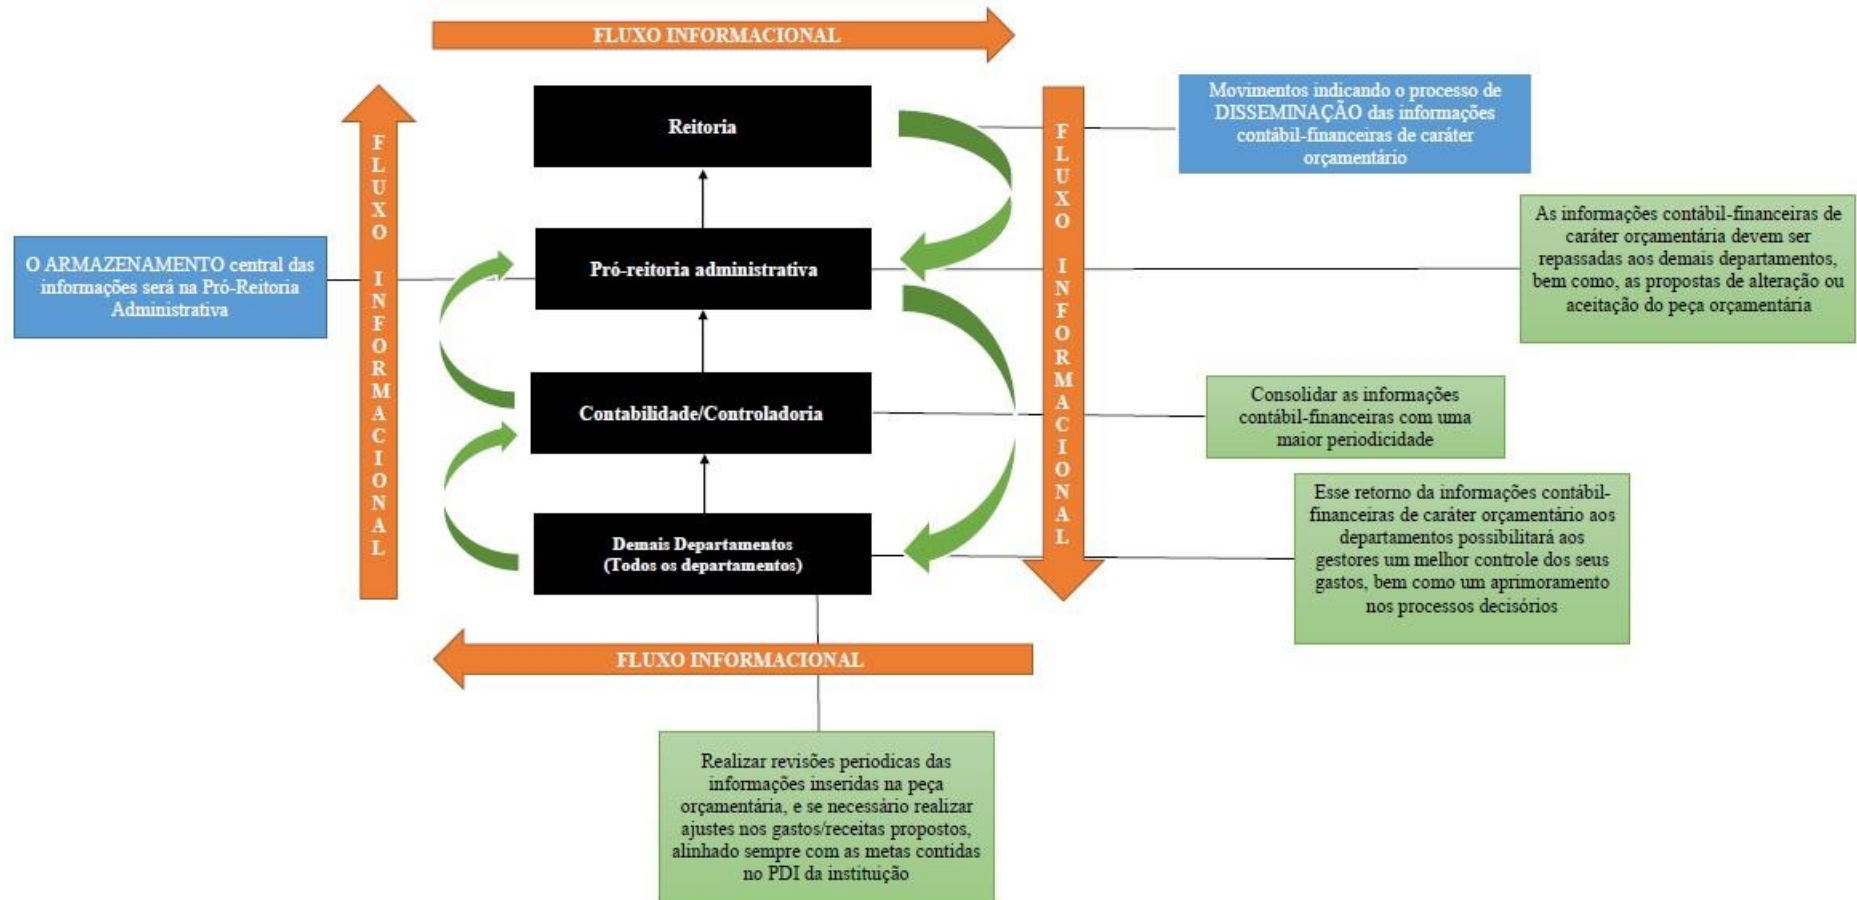 FLUXO INFORMACIONAL
Reitoria
Movimentos indicando o processo de
DISSEMINAÇÃO das informações
contábil-financeiras de caráter
orçamentário
FLUXO INFORMACIONAL
FLUXO INFORMACIONAL
As informações contábil-financeiras de
caráter orçamentária devem ser
repassadas aos demais departamentos,
bem como, as propostas de alteração ou
aceitação do peça orçamentária
O ARMAZENAMENTO central das
informações será na Pró-Reitoria
Administrativa
Pró-reitoria administrativa
Contabilidade/Controladoria
Consolidar as informações
contábil-financeiras com uma
maior periodicidade
Demais Departamentos
(Todos os departamentos)
Esse retorno da informações contábil-
financeiras de caráter orçamentário aos
departamentos possibilitará aos
gestores um melhor controle dos seus
gastos, bem como um aprimoramento
nos processos decisórios
FLUXO INFORMACIONAL
Realizar revisões periodicas das
informações inseridas na peça
orçamentária, e se necessário realizar
ajustes nos gastos/receitas propostos,
alinhado sempre com as metas contidas
no PDI da instituição